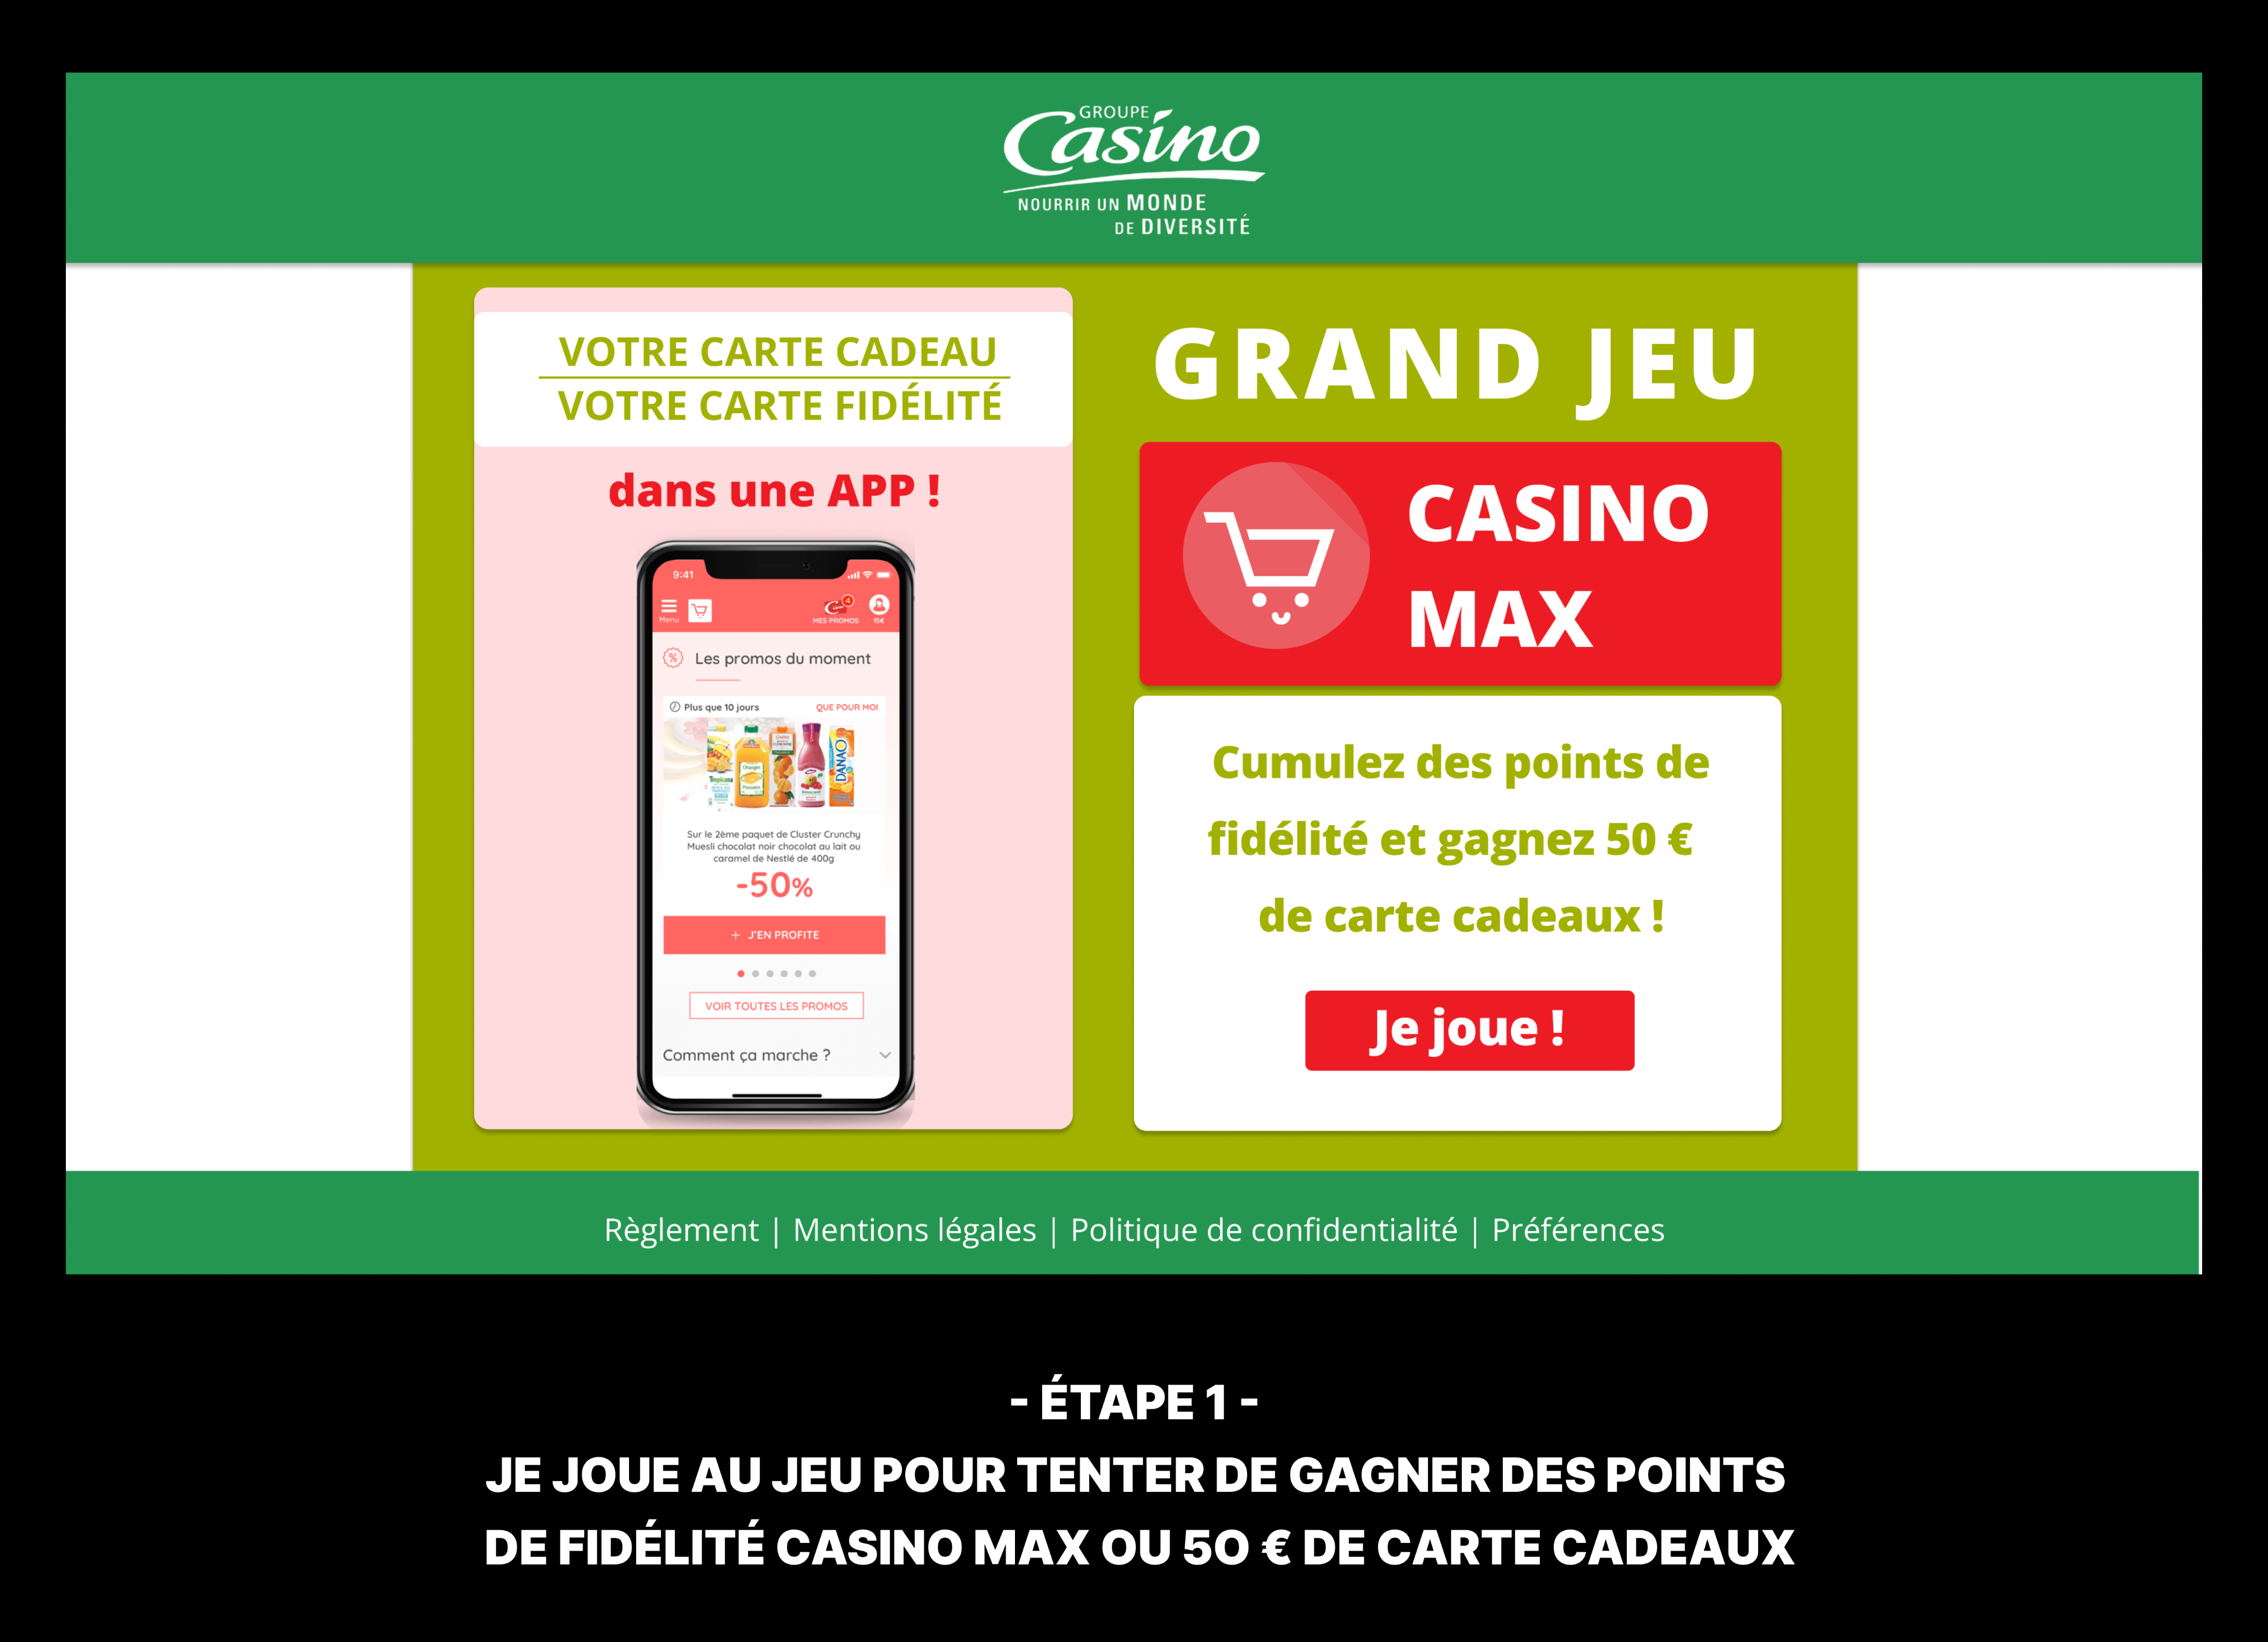 GROUPE
Casino
NOURRIR UN MONDE
DE DIVERSITÉ
VOTRE CARTE CADEAU
VOTRE CARTE FIDÉLITÉ
dans une APP !
9:41
Menu
4
MES PROMOS
15€
Les promos du moment
Plus que 10 jours
QUE POUR MOI
Tropicana
DANAO
Sur le 2ème paquet de Cluster Crunchy
Muesli chocolat noir chocolat au lait ou
caramel de Nestlé de 400g
-50%
+ J'EN PROFITE
VOIR TOUTES LES PROMOS
Comment ça marche ?
GRAND JEU
CASINO
MAX
Cumulez des points de
fidélité et gagnez 50 €
de carte cadeaux !
Je joue !
Règlement | Mentions légales | Politique de confidentialité | Préférences
- ÉTAPE 1 -
JE JOUE AU JEU POUR TENTER DE GAGNER DES POINTS
DE FIDÉLITÉ CASINO MAX OU 50 € DE CARTE CADEAUX